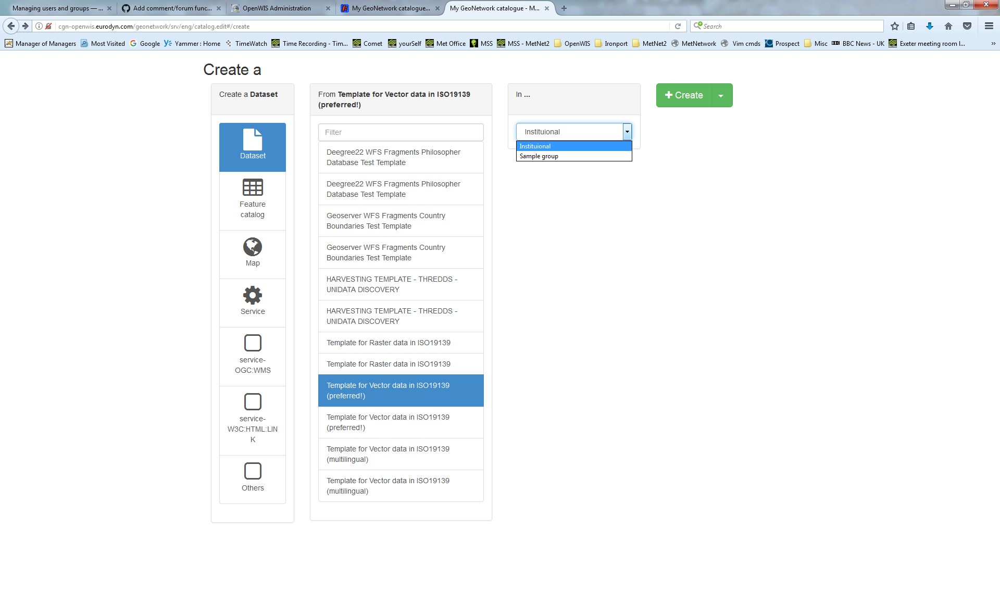 Managing users and groups — ...
Add comment/forum func...
OpenWIS Administration
My GeoNetwork catalogue...
My GeoNetwork catalogue - M...
cgn-openwis.eurodyn.com/geonetwork/srv/eng/catalog.edit#/create
Search
Manager of Managers
Most Visited
Google
Yammer : Home
TimeWatch
Time Recording - Tim...
Comet
yourSelf
Met Office
MSS
MSS - MetNet2
OpenWIS
Ironport
MetNet2
MetNetwork
Vim cmds
Prospect
Misc
BBC News - UK
Exeter meeting room l...
Create a
Create a Dataset
Dataset
Feature
catalog
Map
Service
service-
OGC:WMS
service-
W3C:HTML:LIN
K
Others
From Template for Vector data in ISO19139
(preferred!)
Filter
Deegree22 WFS Fragments Philosopher
Database Test Template
Deegree22 WFS Fragments Philosopher
Database Test Template
Geoserver WFS Fragments Country
Boundaries Test Template
Geoserver WFS Fragments Country
Boundaries Test Template
HARVESTING TEMPLATE - THREDDS -
UNIDATA DISCOVERY
HARVESTING TEMPLATE - THREDDS -
UNIDATA DISCOVERY
Template for Raster data in ISO19139
Template for Raster data in ISO19139
Template for Vector data in ISO19139
(preferred!)
Template for Vector data in ISO19139
(preferred!)
Template for Vector data in ISO19139
(multilingual)
Template for Vector data in ISO19139
(multilingual)
In ...
Instituional
Instituional
Sample group
Create